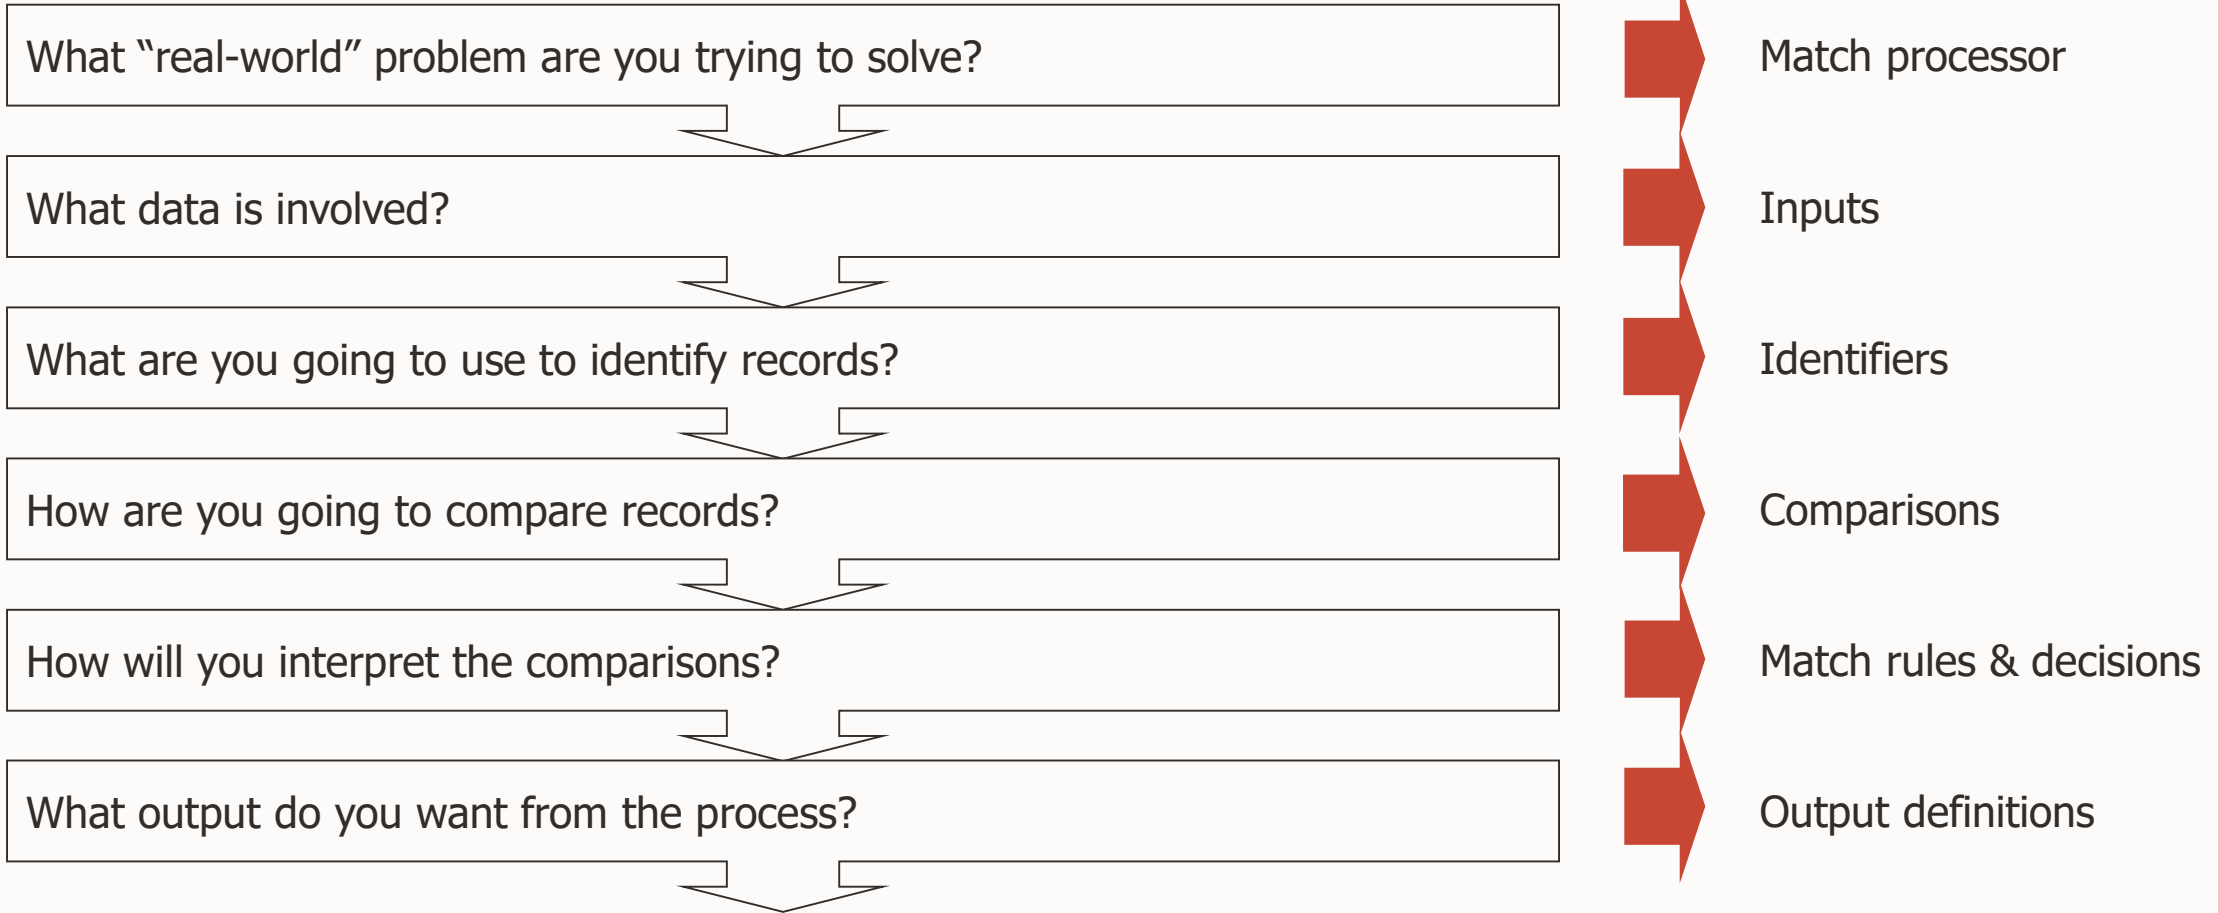 What “real-world” problem are you trying to solve?
Match processor
What data is involved?
Inputs
What are you going to use to identify records?
Identifiers
How are you going to compare records?
Comparisons
How will you interpret the comparisons?
Match rules & decisions
What output do you want from the process?
Output definitions